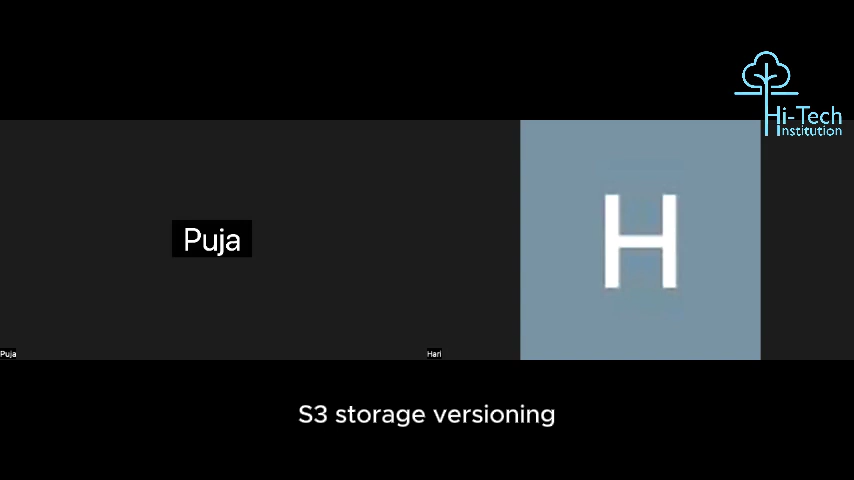 Hi-Tech
Institution
Puja
H
Puja
Hari
S3 storage versioning